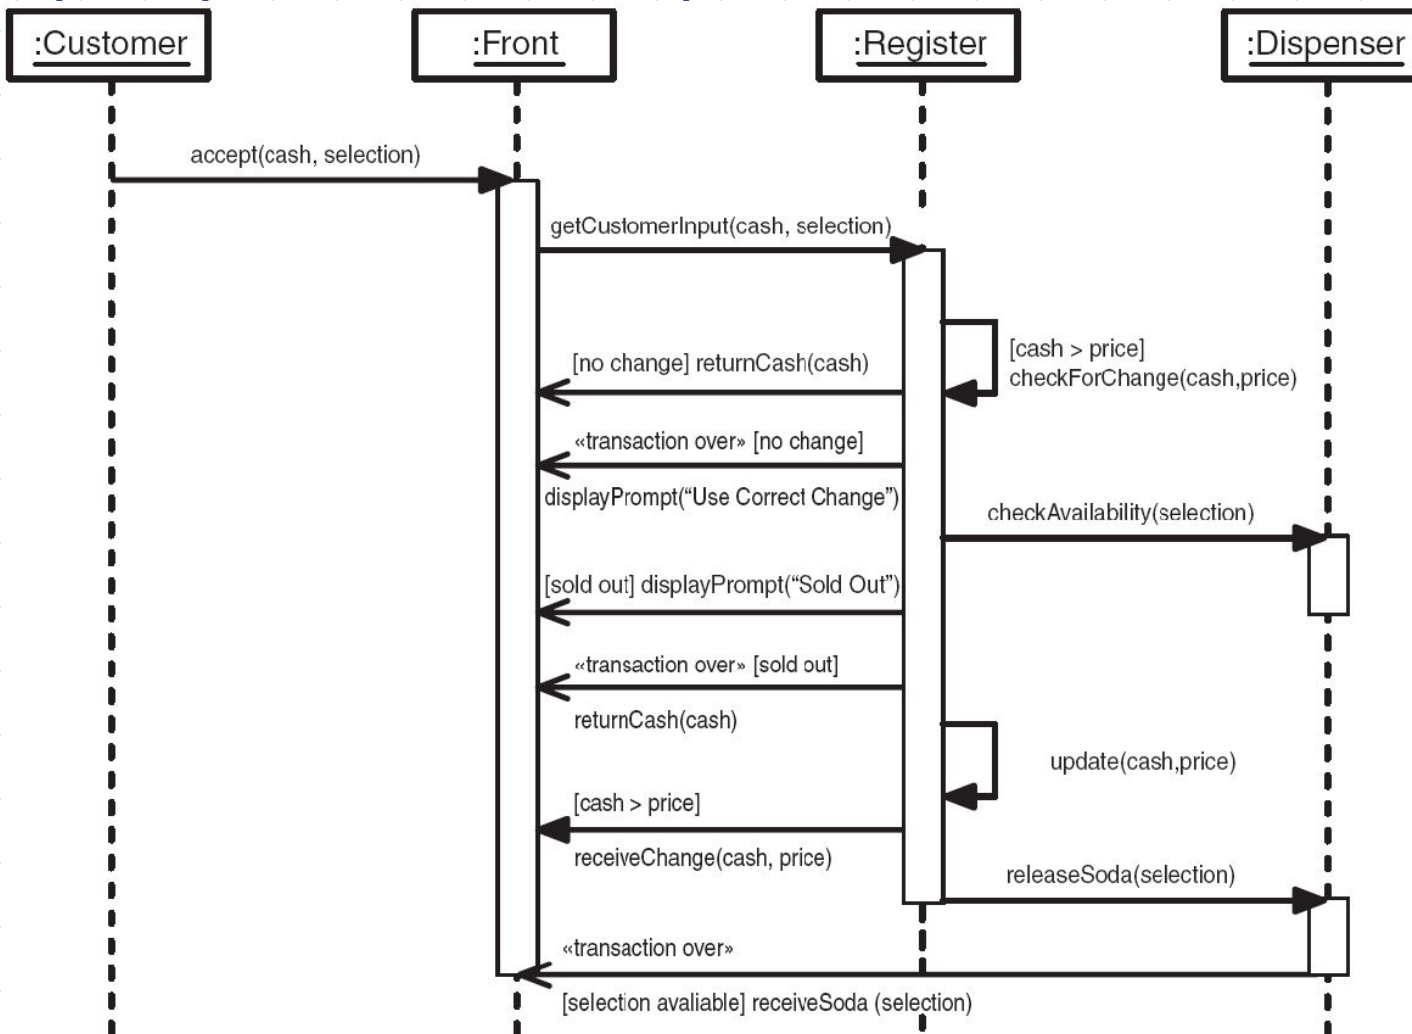 :Customer
:Front
:Register
:Dispenser
accept(cash, selection)
getCustomerInput(cash, selection)
[cash > price]
checkForChange(cash,price)
[no change] returnCash(cash)
«transaction over» [no change]
displayPrompt(“Use Correct Change”)
checkAvailability(selection)
[sold out] displayPrompt(“Sold Out”)
«transaction over» [sold out]
returnCash(cash)
update(cash,price)
[cash > price]
receiveChange(cash, price)
releaseSoda(selection)
«transaction over»
[selection avaliable] receiveSoda (selection)